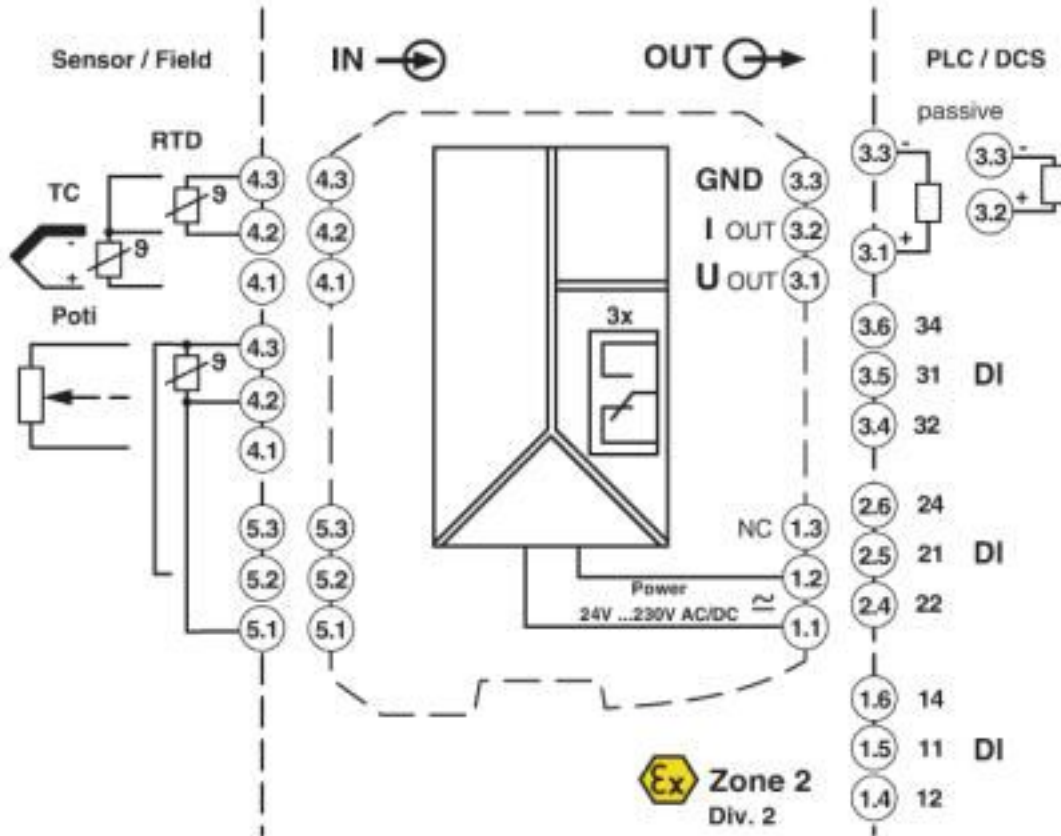 Sensor / Field
IN
OUT
PLC / DCS
passive
RTD
TC
ϑ
ϑ
-
+
4.3
4.2
4.1
4.3
4.2
4.1
GND 3.3
I OUT 3.2
U OUT 3.1
3.3 -
3.1 +
3.3 -
3.2 +
Poti
ϑ
4.3
4.2
4.1
5.3
5.2
5.1
5.3
5.2
5.1
3x
3.6 34
3.5 31 DI
3.4 32
2.6 24
2.5 21 DI
2.4 22
NC 1.3
1.2
1.1
Power
24V ...230V AC/DC
1.6 14
1.5 11 DI
1.4 12
Ex Zone 2
Div. 2